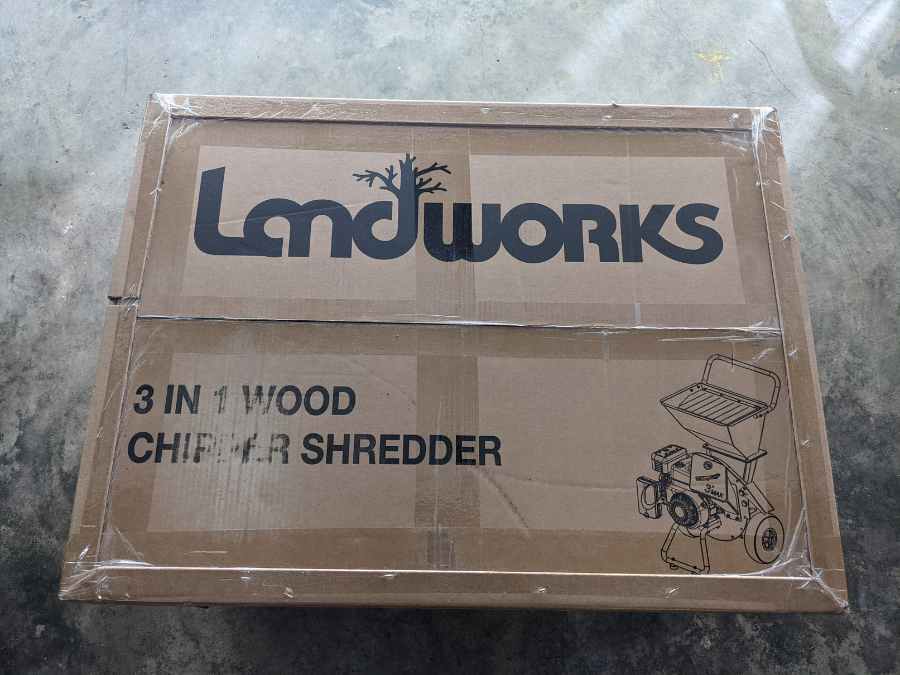 Landworks
3 IN 1 WOOD
CHIPPER SHREDDER